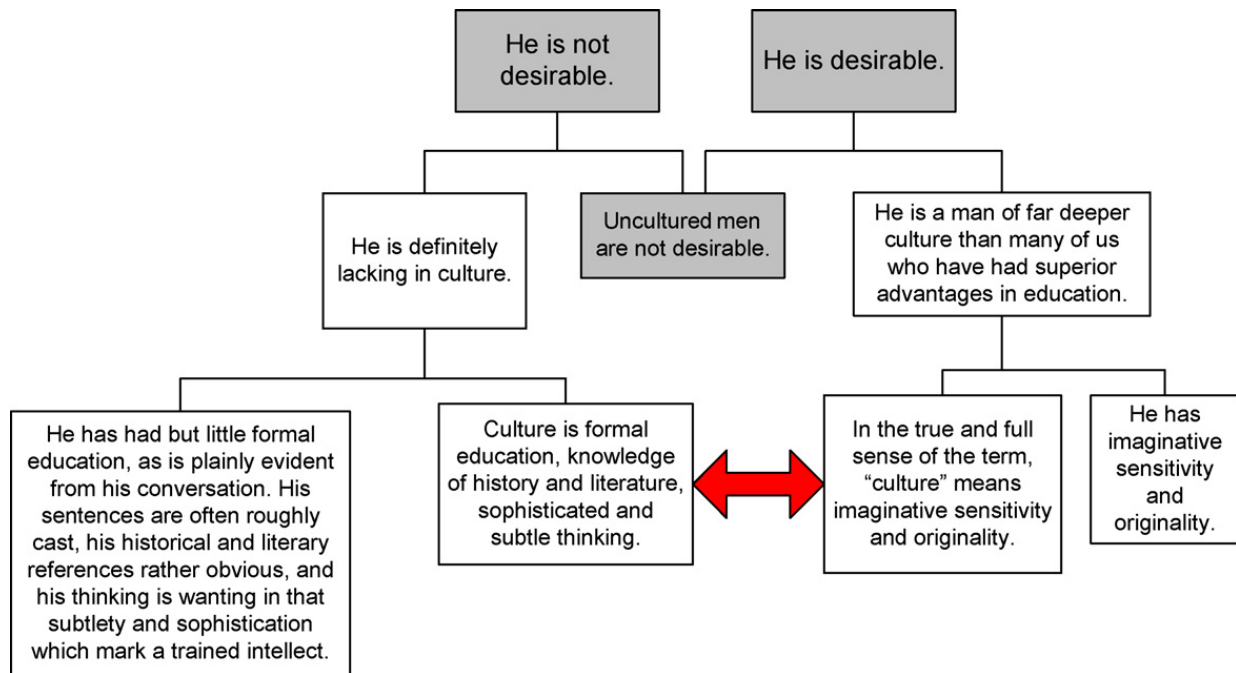 He is not
desirable.
He is desirable.
He is definitely
lacking in culture.
Uncultured men
are not desirable.
He is a man of far deeper
culture than many of us
who have had superior
advantages in education.
He has had but little formal
education, as is plainly evident
from his conversation. His
sentences are often roughly
cast, his historical and literary
references rather obvious, and
his thinking is wanting in that
subtlety and sophistication
which mark a trained intellect.
Culture is formal
education, knowledge
of history and literature,
sophisticated and
subtle thinking.
In the true and full
sense of the term,
“culture” means
imaginative sensitivity
and originality.
He has
imaginative
sensitivity
and
originality.